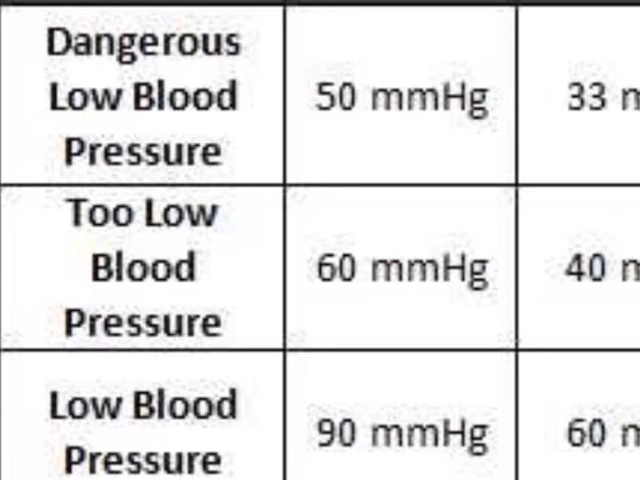 Dangerous
Low Blood
Pressure
50 mmHg
33 m
Too Low
Blood
Pressure
60 mmHg
40 m
Low Blood
Pressure
90 mmHg
60 m